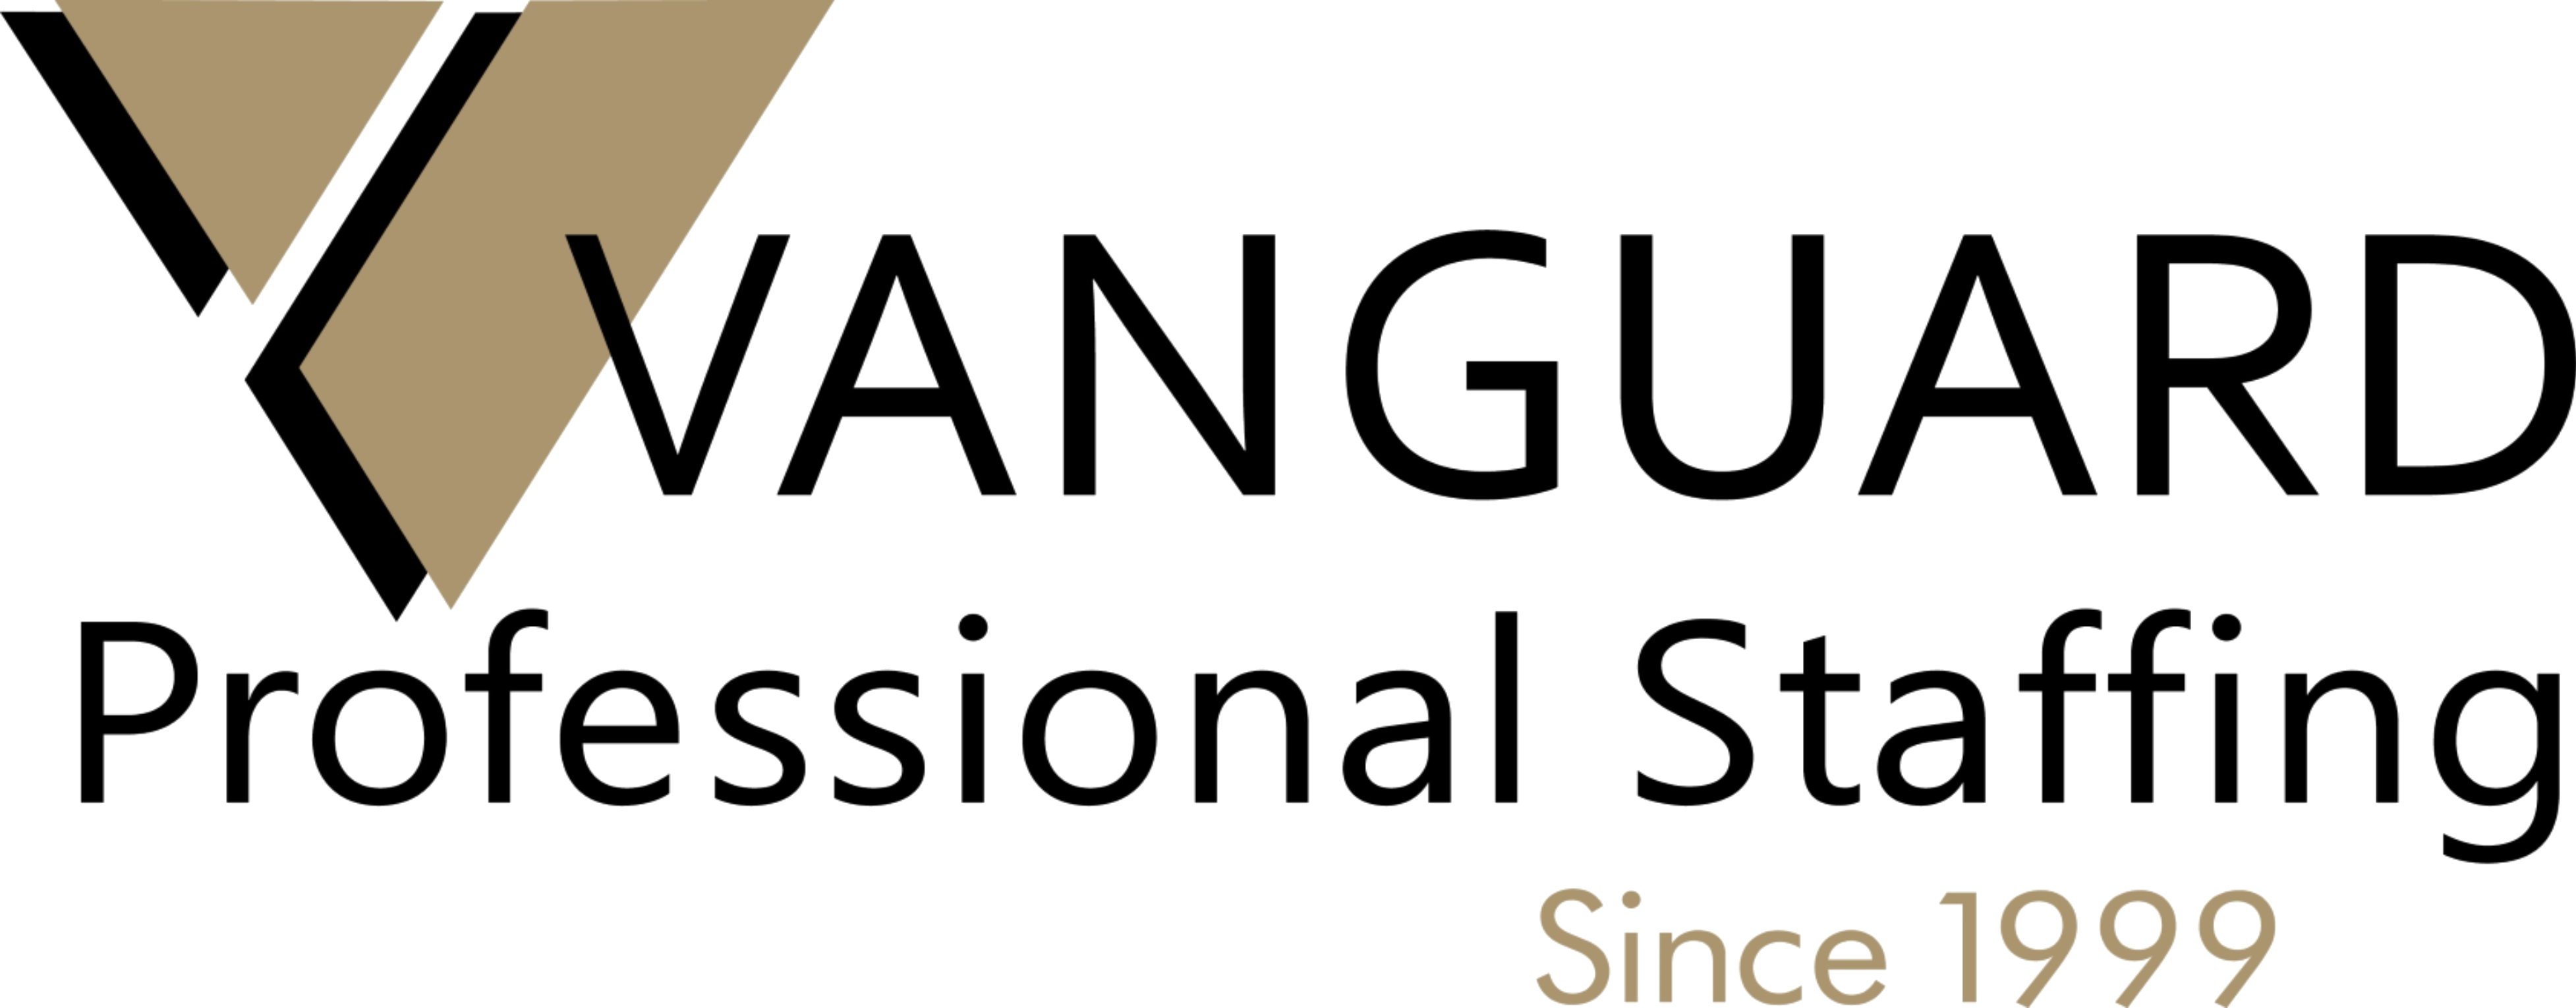 VANGUARD
Professional Staffing
Since 1999